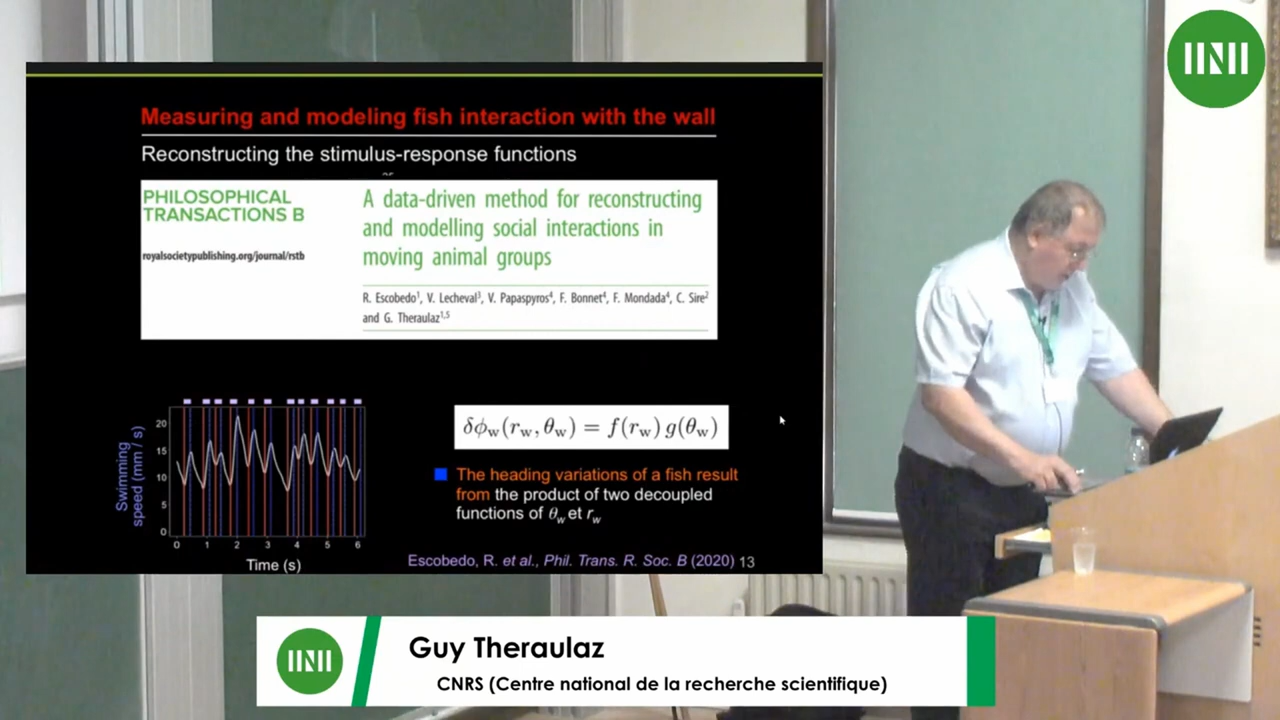 Measuring and modeling fish interaction with the wall
Reconstructing the stimulus-response functions
PHILOSOPHICAL
TRANSACTIONS B
royalsocietypublishing.org/journal/rstb
A data-driven method for reconstructing
and modelling social interactions in
moving animal groups
R. Escobedo¹, V. Lecheval³, V. Papaspyros⁴, F. Bonnet⁴, F. Mondada⁴, C. Sire²
and G. Theraulaz¹,⁵
Swimming
speed (mm / s)
20
15
10
5
0
0 1 2 3 4 5 6
Time (s)
δϕw(rw, θw) = f(rw) g(θw)
The heading variations of a fish result
from the product of two decoupled
functions of θw et rw
Escobedo, R. et al., Phil. Trans. R. Soc. B (2020) 13
Guy Theraulaz
CNRS (Centre national de la recherche scientifique)